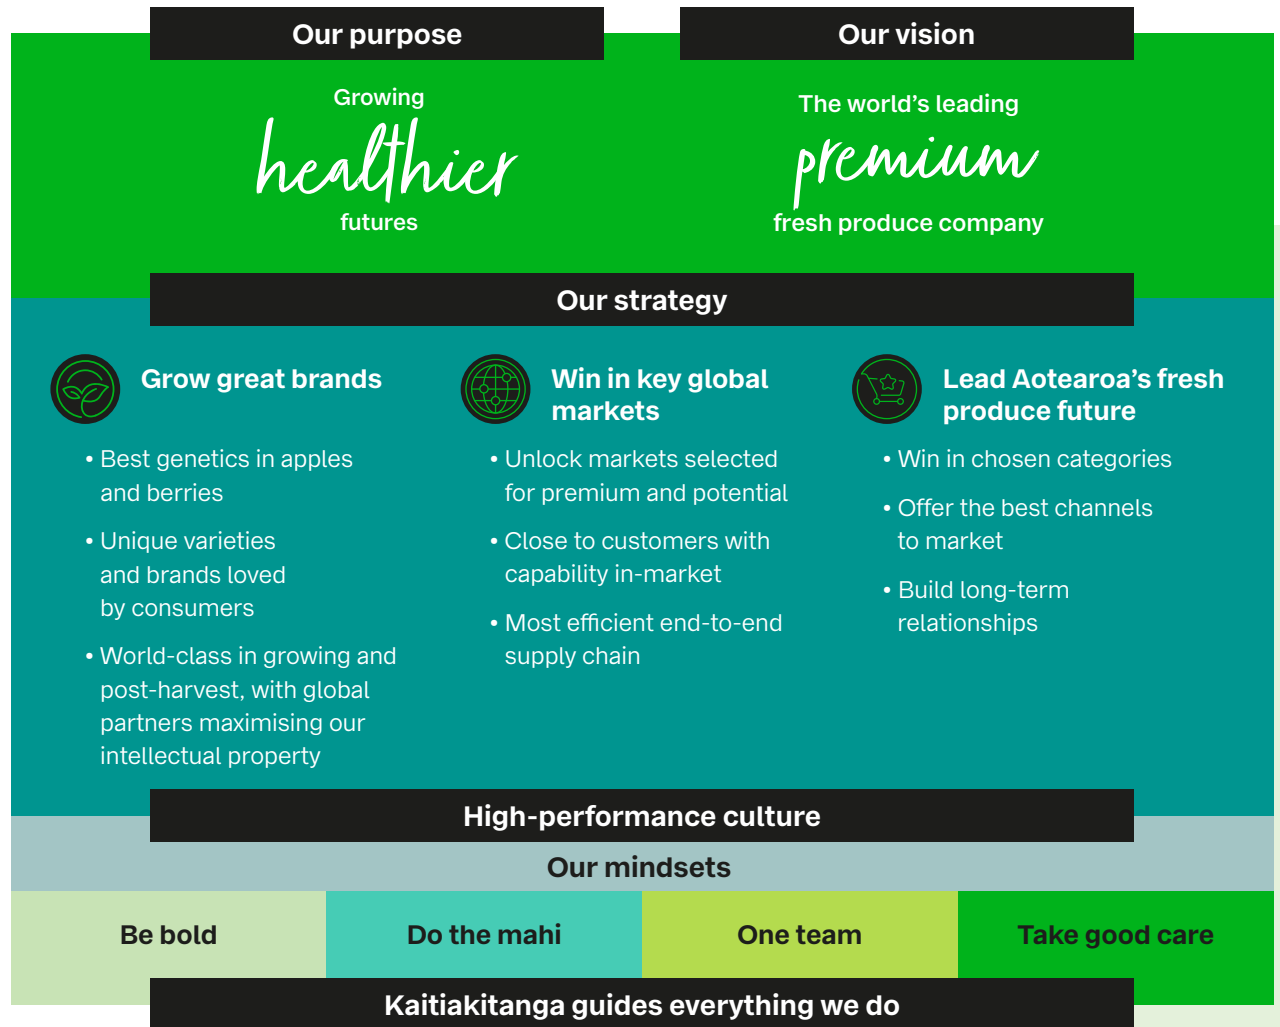 Our purpose
Growing
healthier
futures
Our vision
The world's leading
premium
fresh produce company
Our strategy
Grow great brands
• Best genetics in apples
and berries
• Unique varieties
and brands loved
by consumers
• World-class in growing and
post-harvest, with global
partners maximising our
intellectual property
Win in key global
markets
• Unlock markets selected
for premium and potential
• Close to customers with
capability in-market
• Most efficient end-to-end
supply chain
Lead Aotearoa's fresh
produce future
• Win in chosen categories
• Offer the best channels
to market
• Build long-term
relationships
High-performance culture
Our mindsets
Be bold
Do the mahi
One team
Take good care
Kaitiakitanga guides everything we do